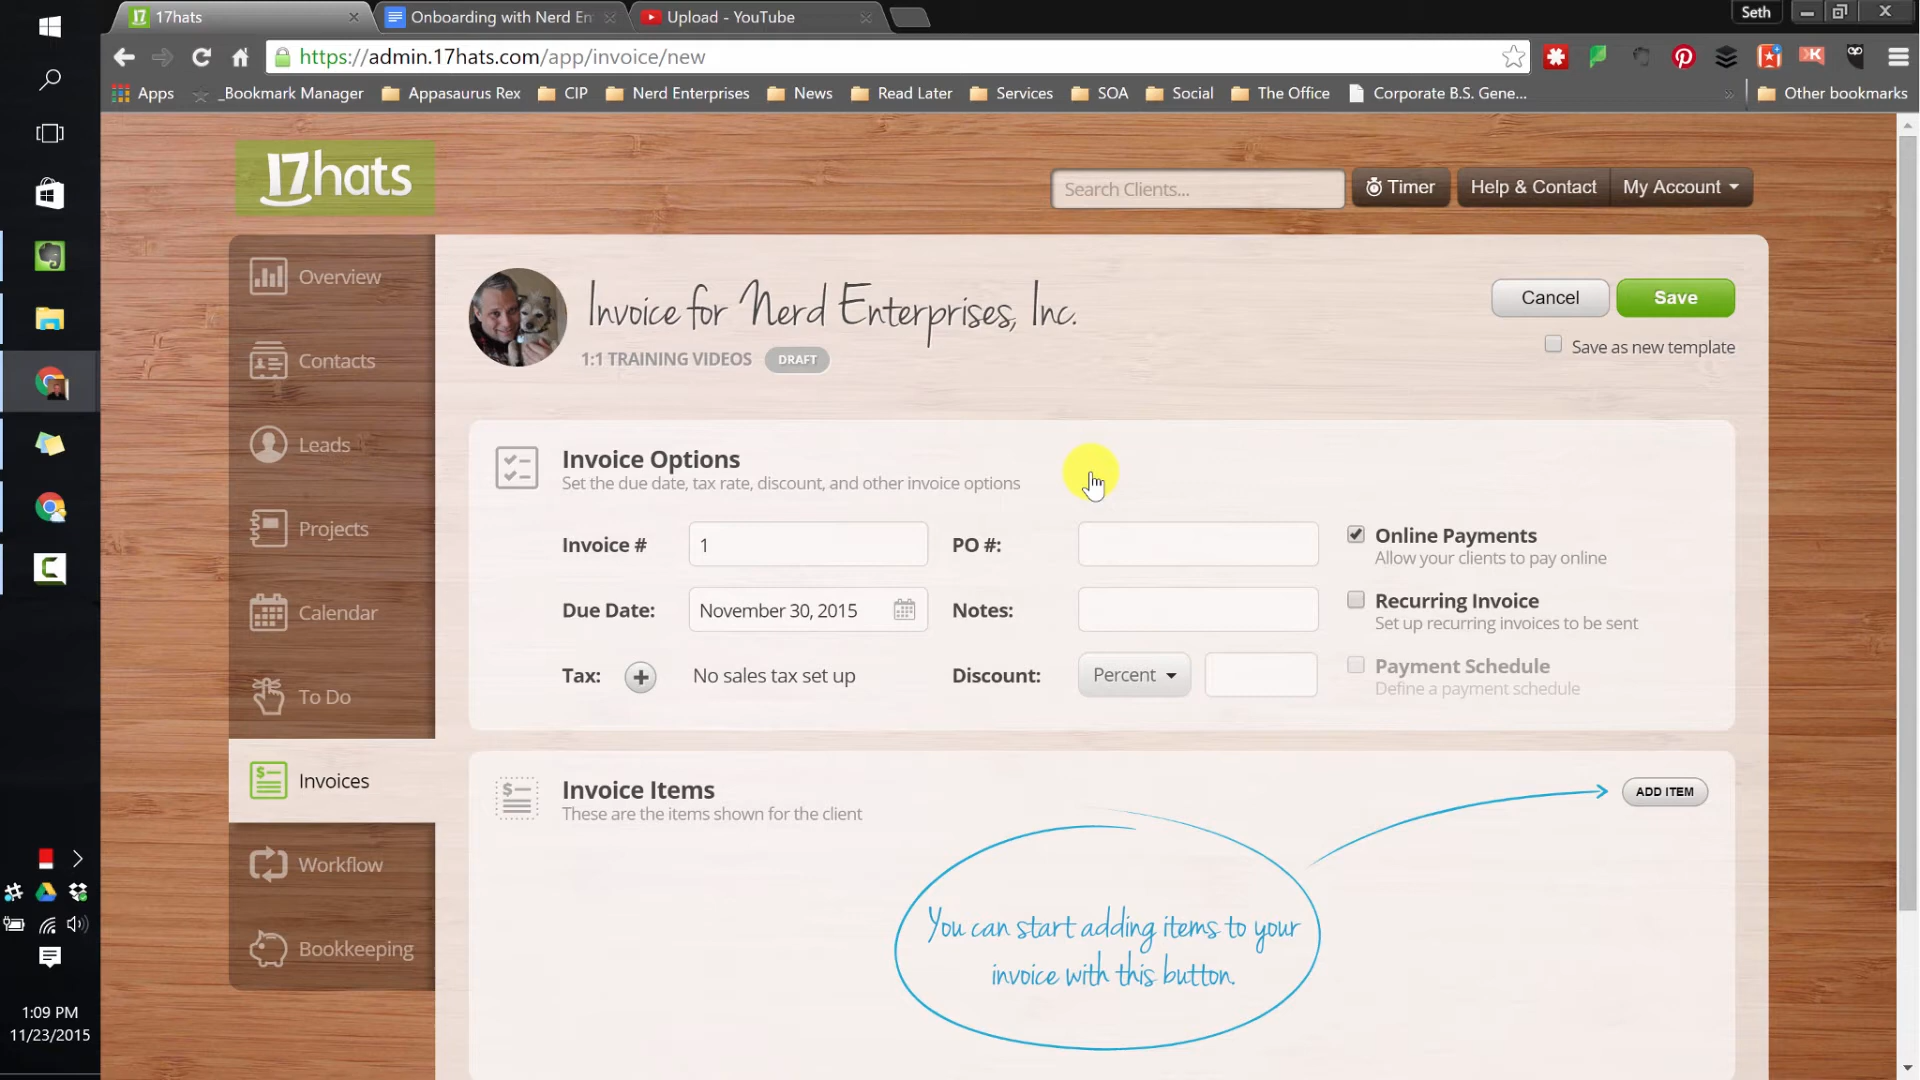 17hats
Onboarding with Nerd En
Upload - YouTube
Seth
https://admin.17hats.com/app/invoice/new
Apps
_Bookmark Manager
Appasaurus Rex
CIP
Nerd Enterprises
News
Read Later
Services
SOA
Social
The Office
Corporate B.S. Gene...
»
Other bookmarks
17hats
Search Clients...
Timer
Help & Contact
My Account
Overview
Contacts
Leads
Projects
Calendar
To Do
Invoices
Workflow
Bookkeeping
Invoice for Nerd Enterprises, Inc.
1:1 TRAINING VIDEOS
DRAFT
Cancel
Save
Save as new template
Invoice Options
Set the due date, tax rate, discount, and other invoice options
Invoice #
1
PO #:
Online Payments
Allow your clients to pay online
Due Date:
November 30, 2015
Notes:
Recurring Invoice
Set up recurring invoices to be sent
Tax:
No sales tax set up
Discount:
Percent
Payment Schedule
Define a payment schedule
Invoice Items
These are the items shown for the client
ADD ITEM
You can start adding items to your
invoice with this button.
1:09 PM
11/23/2015